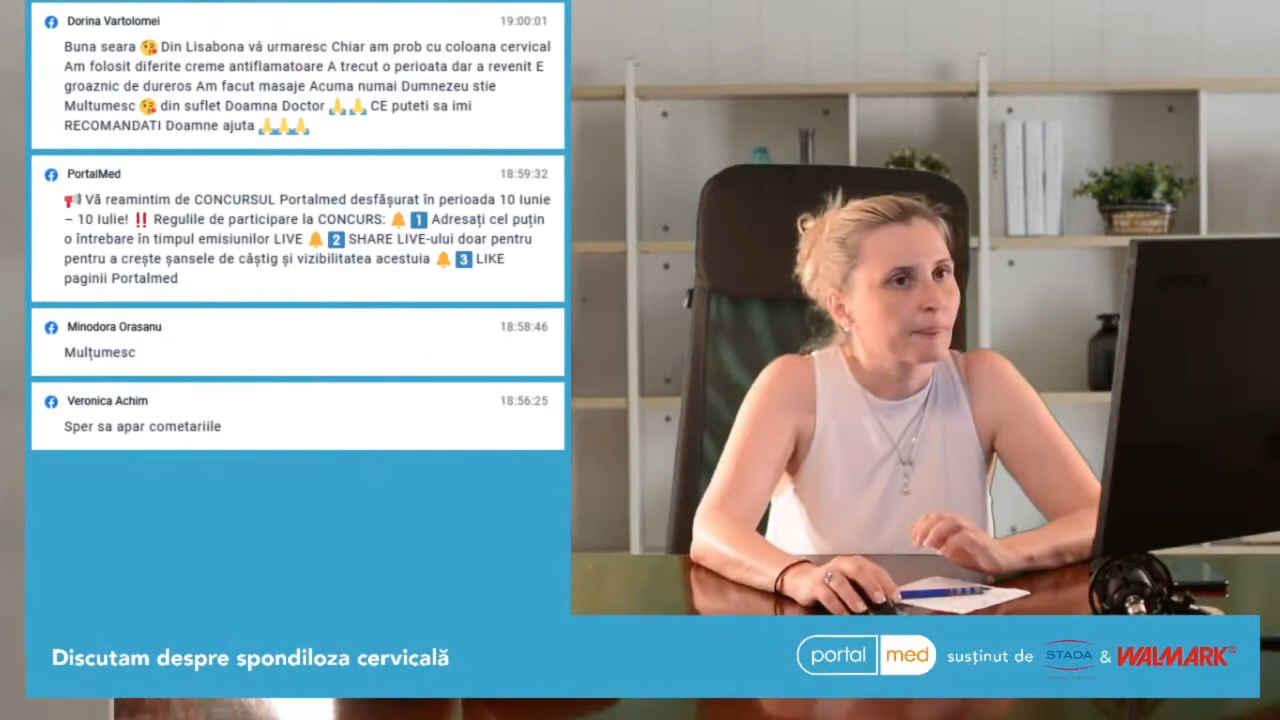 Dorina Vartolomei 19:00:01
Buna seara 😘 Din Lisabona vá urmaresc Chiar am prob cu coloana cervical
Am folosit diferite creme antiflamatoare A trecut o perioata dar a revenit E
groaznic de dureros Am facut masaje Acuma numai Dumnezeu stie
Multumesc 😘 din suflet Doamna Doctor 🙏 🙏 CE puteti sa imi
RECOMANDATI Doamne ajuta 🙏🙏🙏
PortalMed 18:59:32
📢 Vă reamintim de CONCURSUL Portalmed desfășurat în perioada 10 Iunie
– 10 Iulie! ‼️ Regulile de participare la CONCURS: 🔔 1️⃣ Adresați cel puțin
o întrebare în timpul emisiunilor LIVE 🔔 2️⃣ SHARE LIVE-ului doar pentru
pentru a crește șansele de câștig și vizibilitatea acestuia 🔔 3️⃣ LIKE
paginii Portalmed
Minodora Orasanu 18:58:46
Mulțumesc
Veronica Achim 18:56:25
Sper sa apar cometariile
Discutam despre spondiloza cervicală
portal med susținut de STADA & WALMARK®